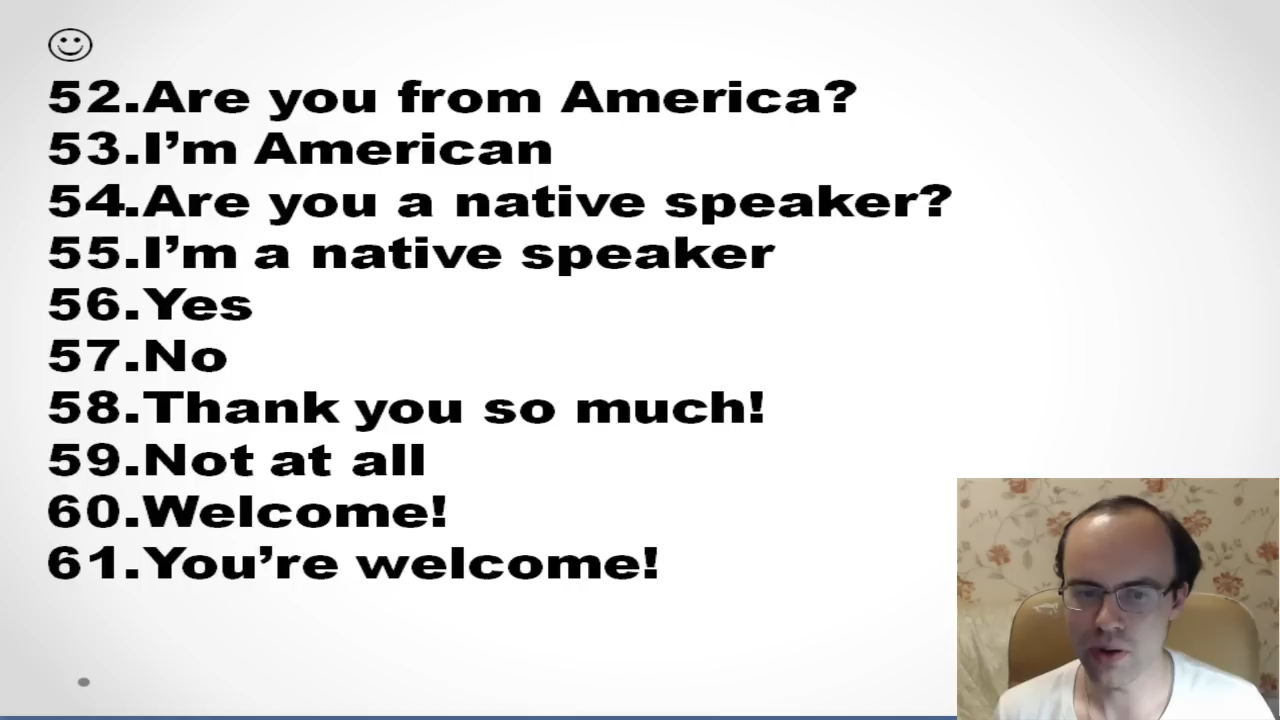 52.Are you from America?
53.I’m American
54.Are you a native speaker?
55.I’m a native speaker
56.Yes
57.No
58.Thank you so much!
59.Not at all
60.Welcome!
61.You’re welcome!